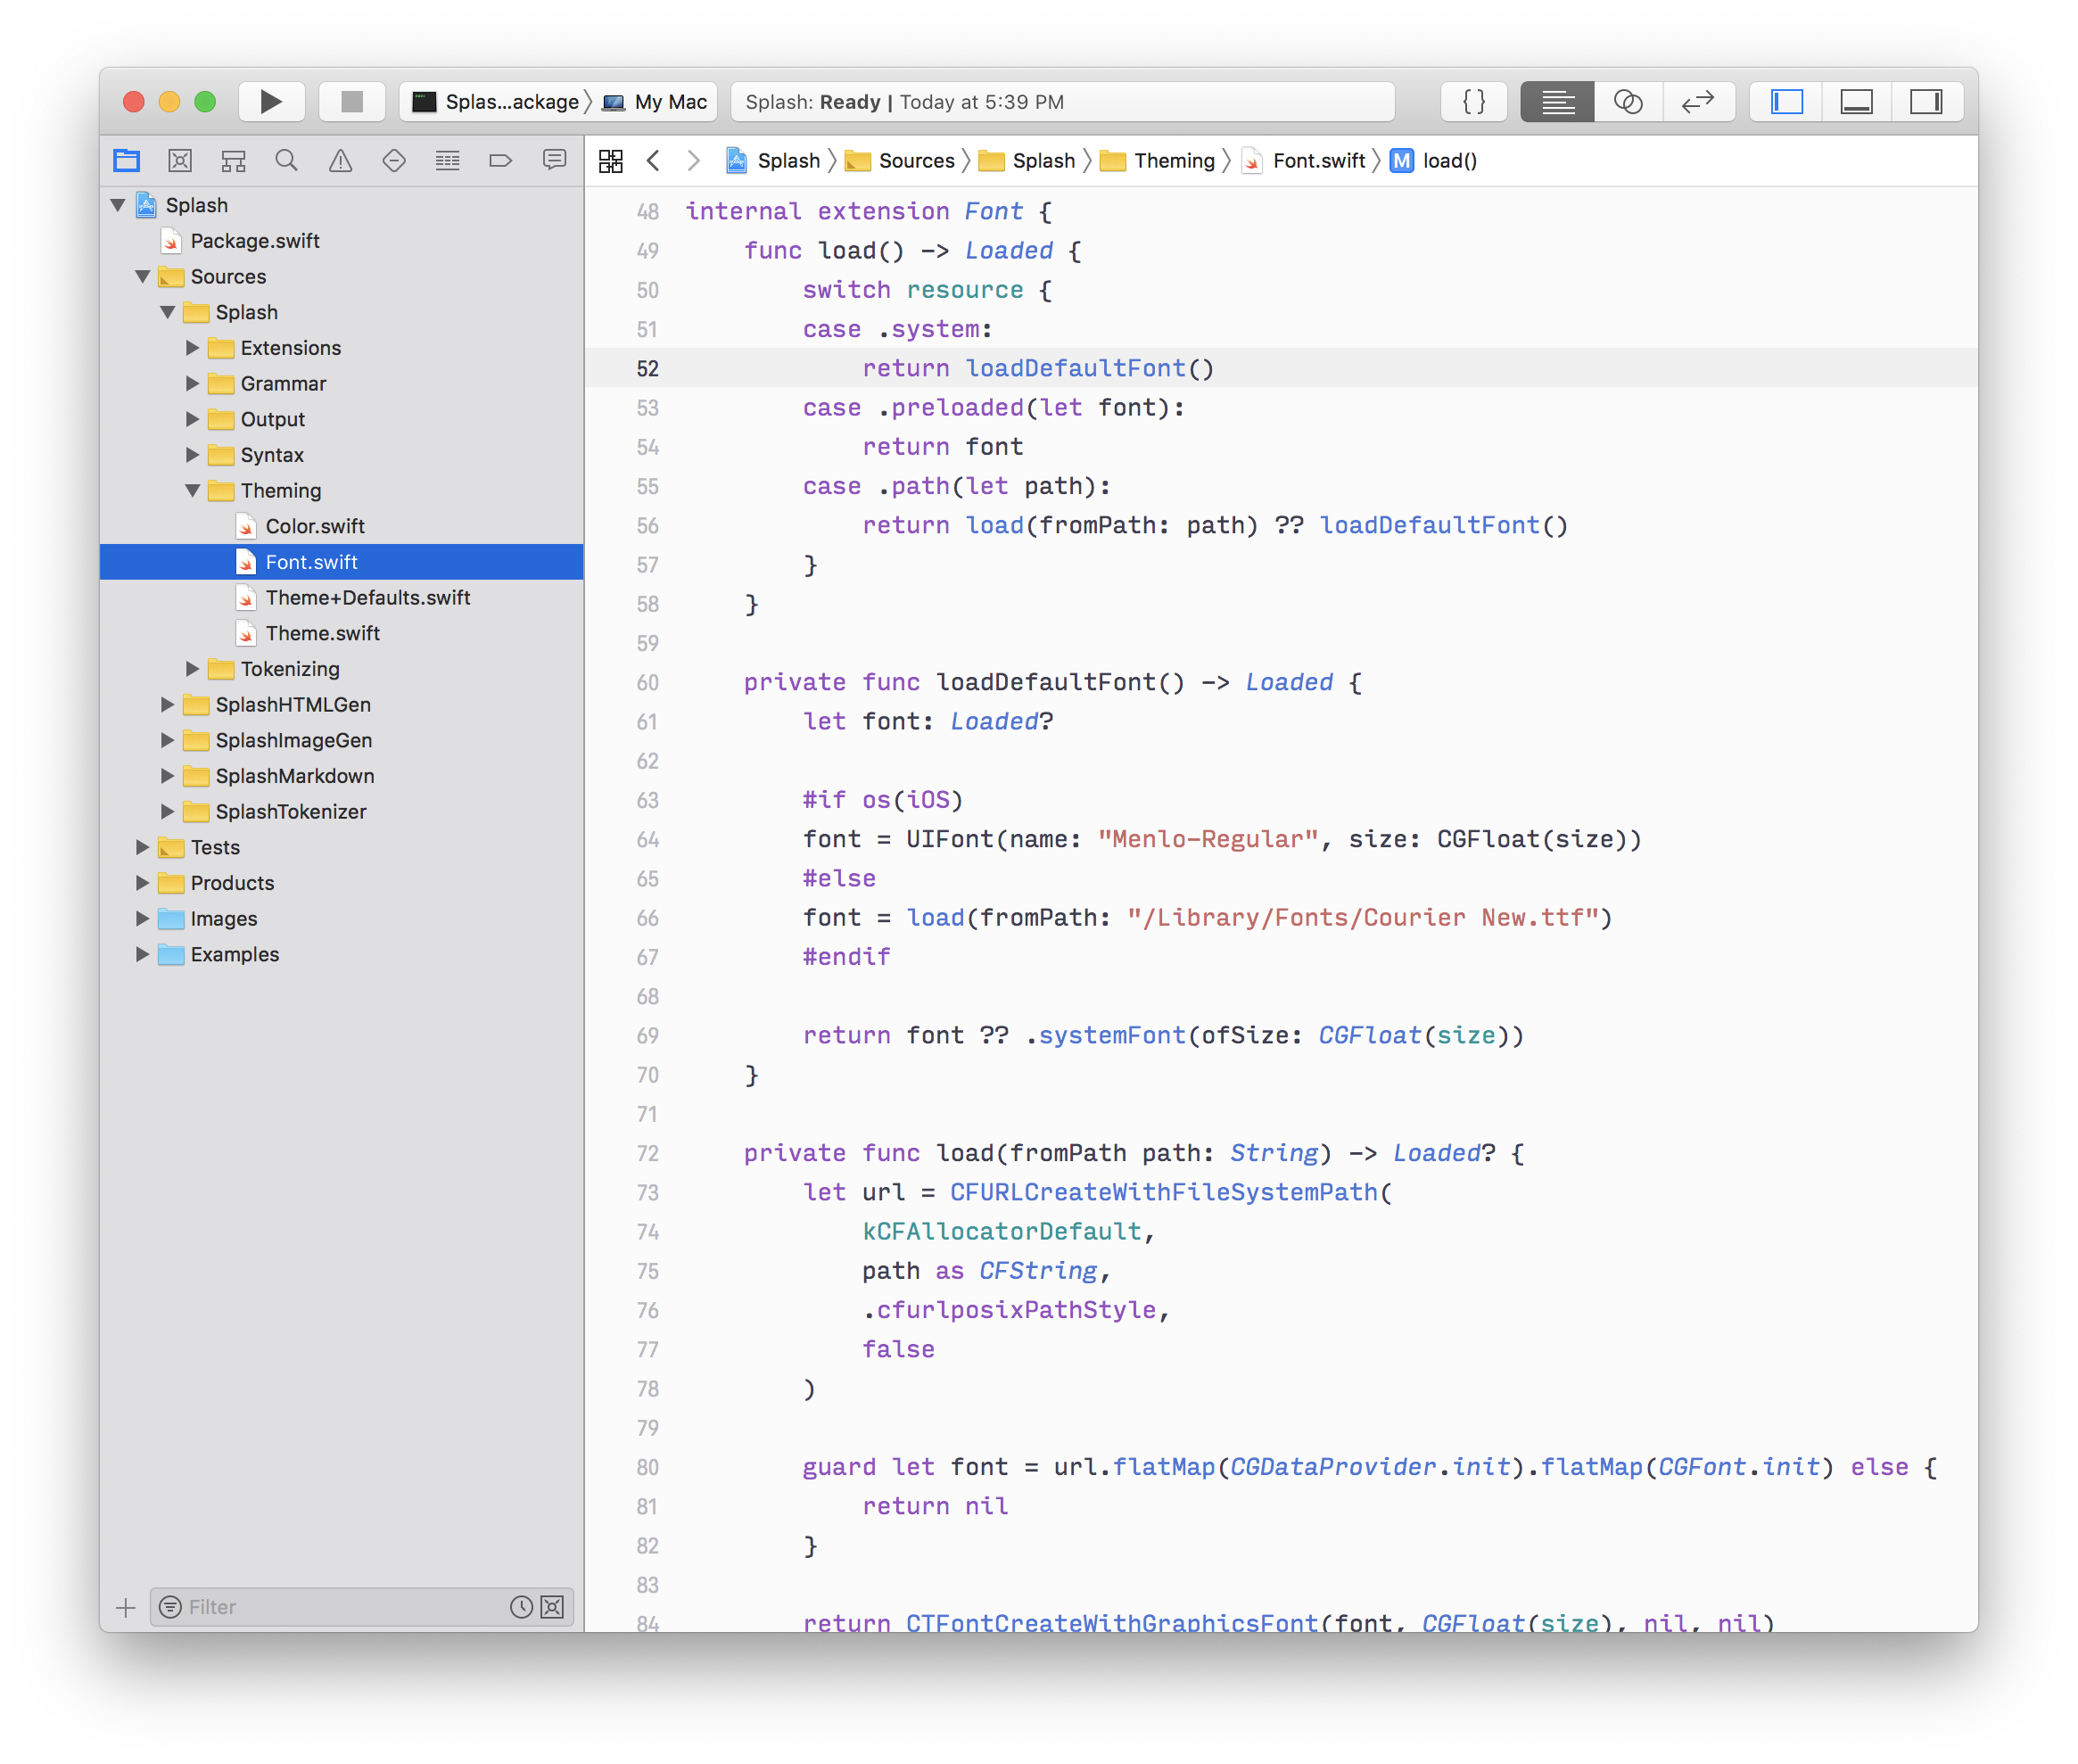 Splas...ackage 〉 My Mac
Splash: Ready | Today at 5:39 PM
{ }
Splash 〉 Sources 〉 Splash 〉 Theming 〉 Font.swift 〉 M load()
Splash
Package.swift
Sources
Splash
Extensions
Grammar
Output
Syntax
Theming
Color.swift
Font.swift
Theme+Defaults.swift
Theme.swift
Tokenizing
SplashHTMLGen
SplashImageGen
SplashMarkdown
SplashTokenizer
Tests
Products
Images
Examples
Filter
48 internal extension Font {
49     func load() -> Loaded {
50         switch resource {
51         case .system:
52             return loadDefaultFont()
53         case .preloaded(let font):
54             return font
55         case .path(let path):
56             return load(fromPath: path) ?? loadDefaultFont()
57         }
58     }
59
60     private func loadDefaultFont() -> Loaded {
61         let font: Loaded?
62
63         #if os(iOS)
64         font = UIFont(name: "Menlo-Regular", size: CGFloat(size))
65         #else
66         font = load(fromPath: "/Library/Fonts/Courier New.ttf")
67         #endif
68
69         return font ?? .systemFont(ofSize: CGFloat(size))
70     }
71
72     private func load(fromPath path: String) -> Loaded? {
73         let url = CFURLCreateWithFileSystemPath(
74             kCFAllocatorDefault,
75             path as CFString,
76             .cfurlposixPathStyle,
77             false
78         )
79
80         guard let font = url.flatMap(CGDataProvider.init).flatMap(CGFont.init) else {
81             return nil
82         }
83
84         return CTFontCreateWithGraphicsFont(font, CGFloat(size), nil, nil)